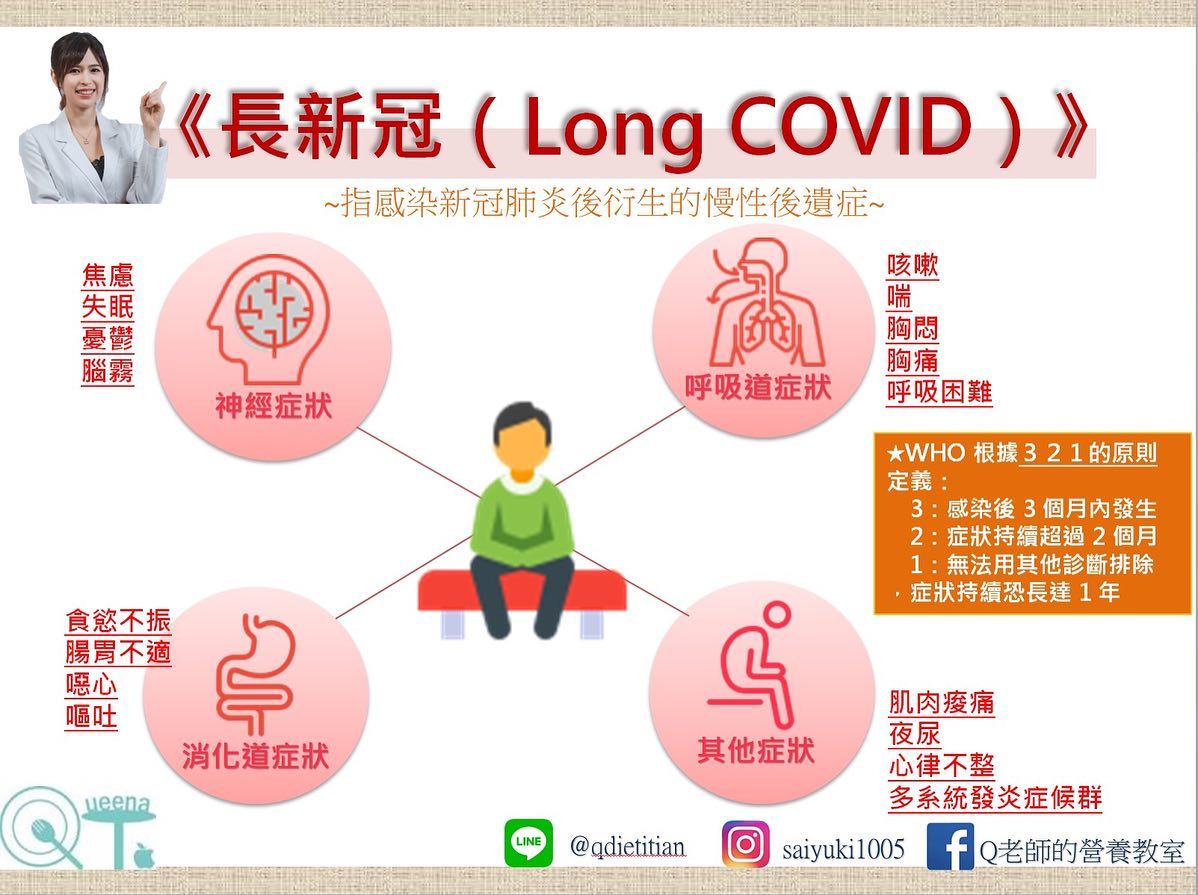 《長新冠（Long COVID）》
~指感染新冠肺炎後衍生的慢性後遺症~
焦慮
失眠
憂鬱
腦霧
神經症狀
呼吸道症狀
咳嗽
喘
胸悶
胸痛
呼吸困難
★WHO 根據３２１的原則
定義：
3：感染後 3 個月內發生
2：症狀持續超過 2 個月
1：無法用其他診斷排除
，症狀持續恐長達 1 年
食慾不振
腸胃不適
噁心
嘔吐
消化道症狀
其他症狀
肌肉痠痛
夜尿
心律不整
多系統發炎症候群
Queena
T
LINE
@qdietitian
saiyuki1005
f
Q老師的營養教室